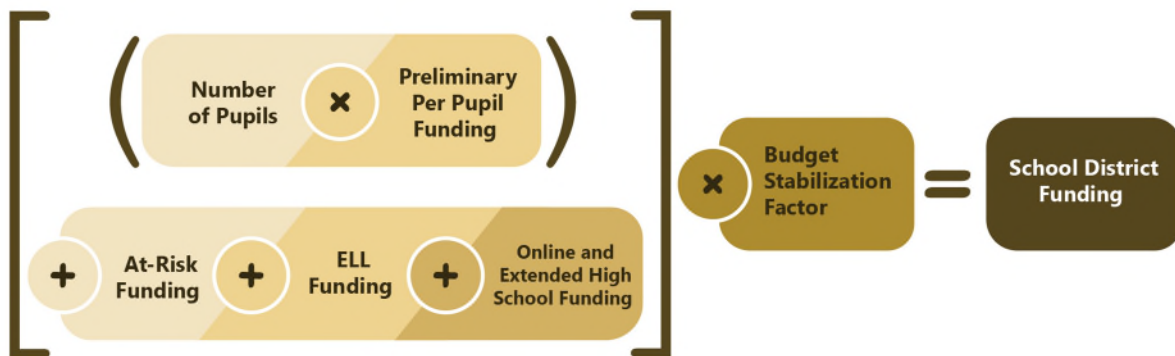 Number
of Pupils
×
Preliminary
Per Pupil
Funding
+
At-Risk
Funding
+
ELL
Funding
+
Online and
Extended High
School Funding
×
Budget
Stabilization
Factor
=
School District
Funding